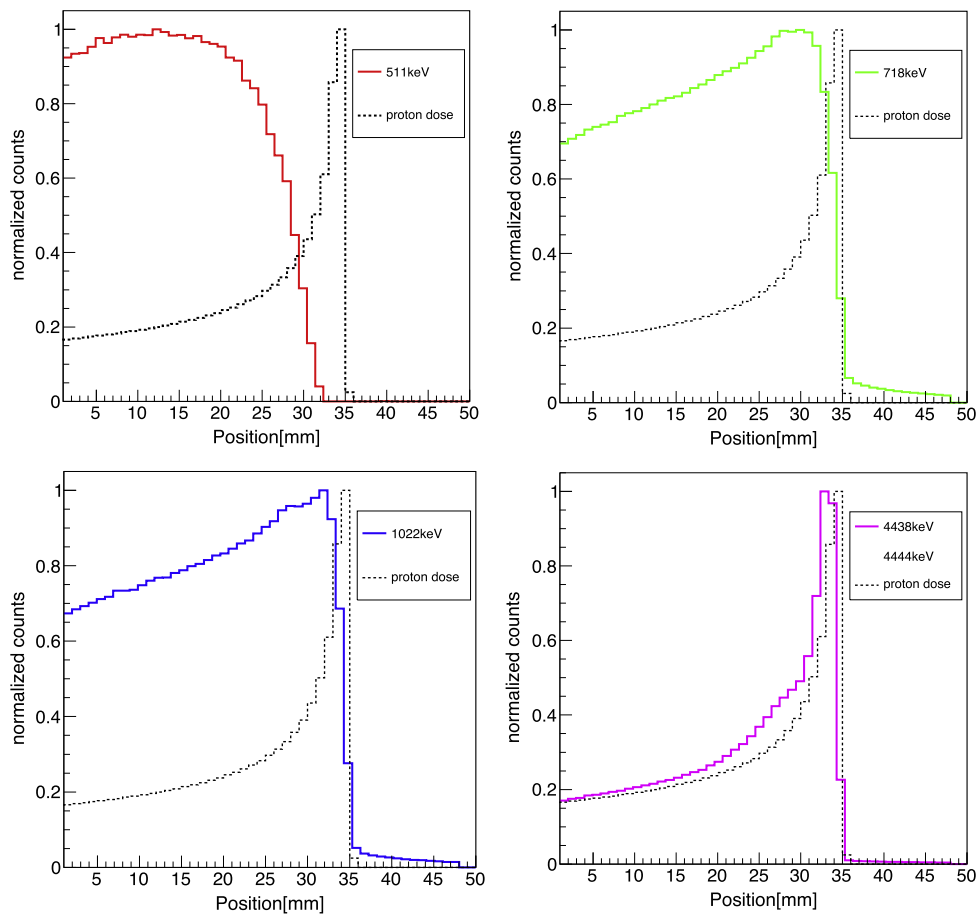 normalized counts
1
0.8
0.6
0.4
0.2
0
5 10 15 20 25 30 35 40 45 50
Position[mm]
511keV
proton dose
normalized counts
1
0.8
0.6
0.4
0.2
0
5 10 15 20 25 30 35 40 45 50
Position[mm]
718keV
proton dose
normalized counts
1
0.8
0.6
0.4
0.2
0
5 10 15 20 25 30 35 40 45 50
Position[mm]
1022keV
proton dose
normalized counts
1
0.8
0.6
0.4
0.2
0
5 10 15 20 25 30 35 40 45 50
Position[mm]
4438keV
4444keV
proton dose